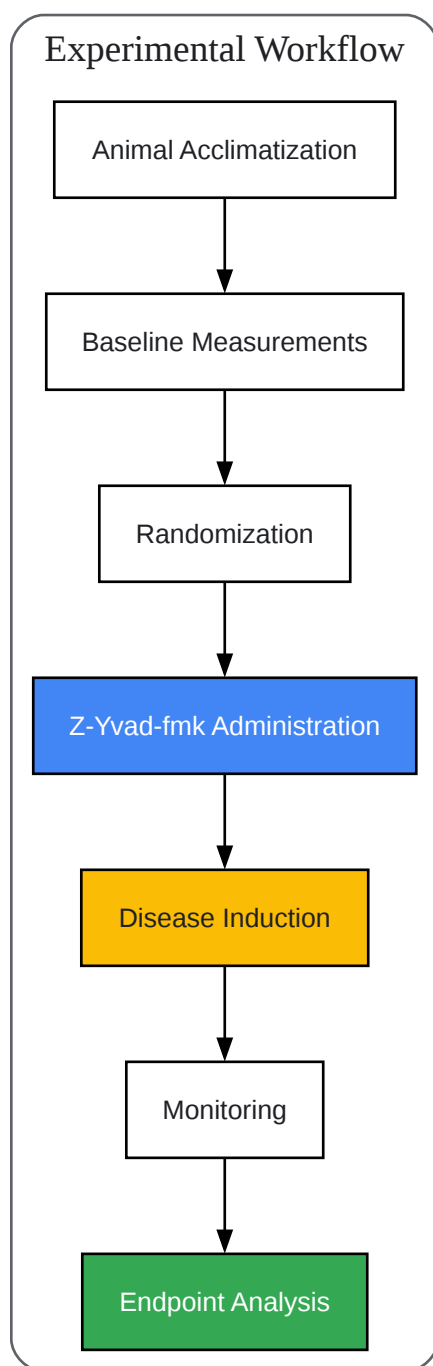 Experimental Workflow
Animal Acclimatization
Baseline Measurements
Randomization
Z-Yvad-fmk Administration
Disease Induction
Monitoring
Endpoint Analysis